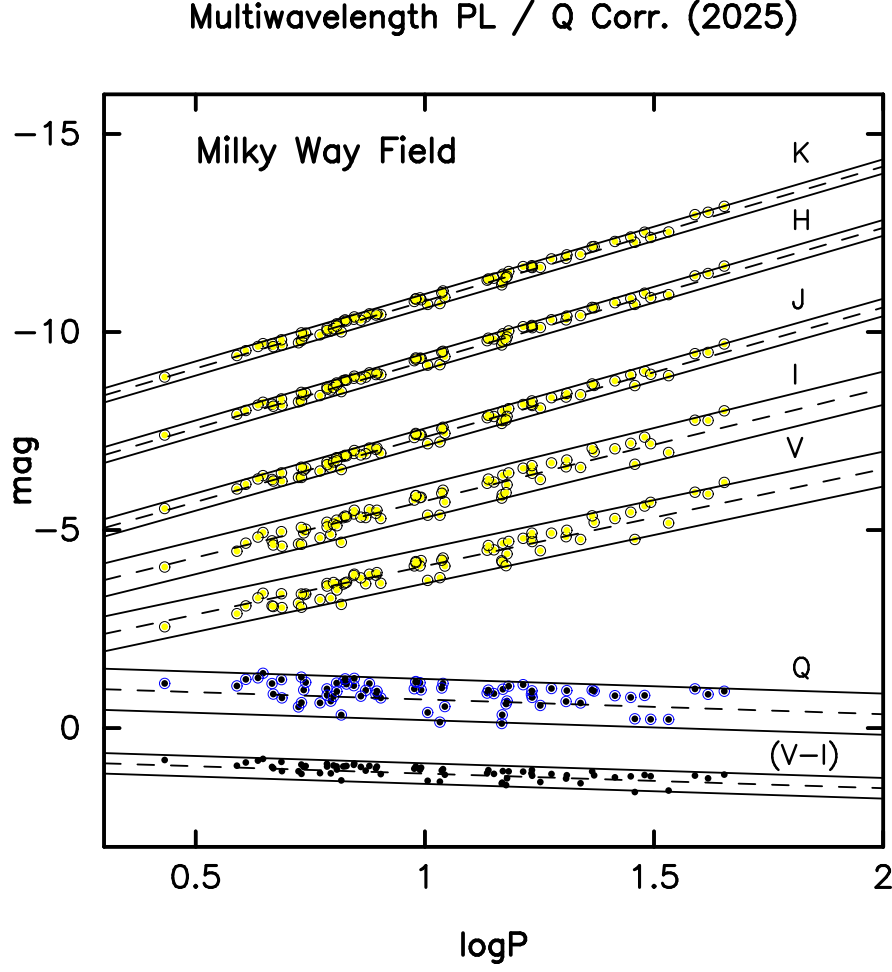 Multiwavelength PL / Q Corr. (2025)
−15
Milky Way Field
K
H
−10
J
I
V
mag
−5
Q
0
(V−I)
0.5 1 1.5 2
logP